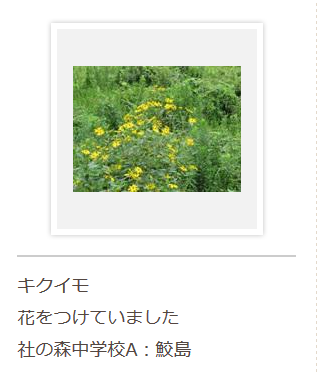 キクイモ
花をつけていました
社の森中学校A：鮫島